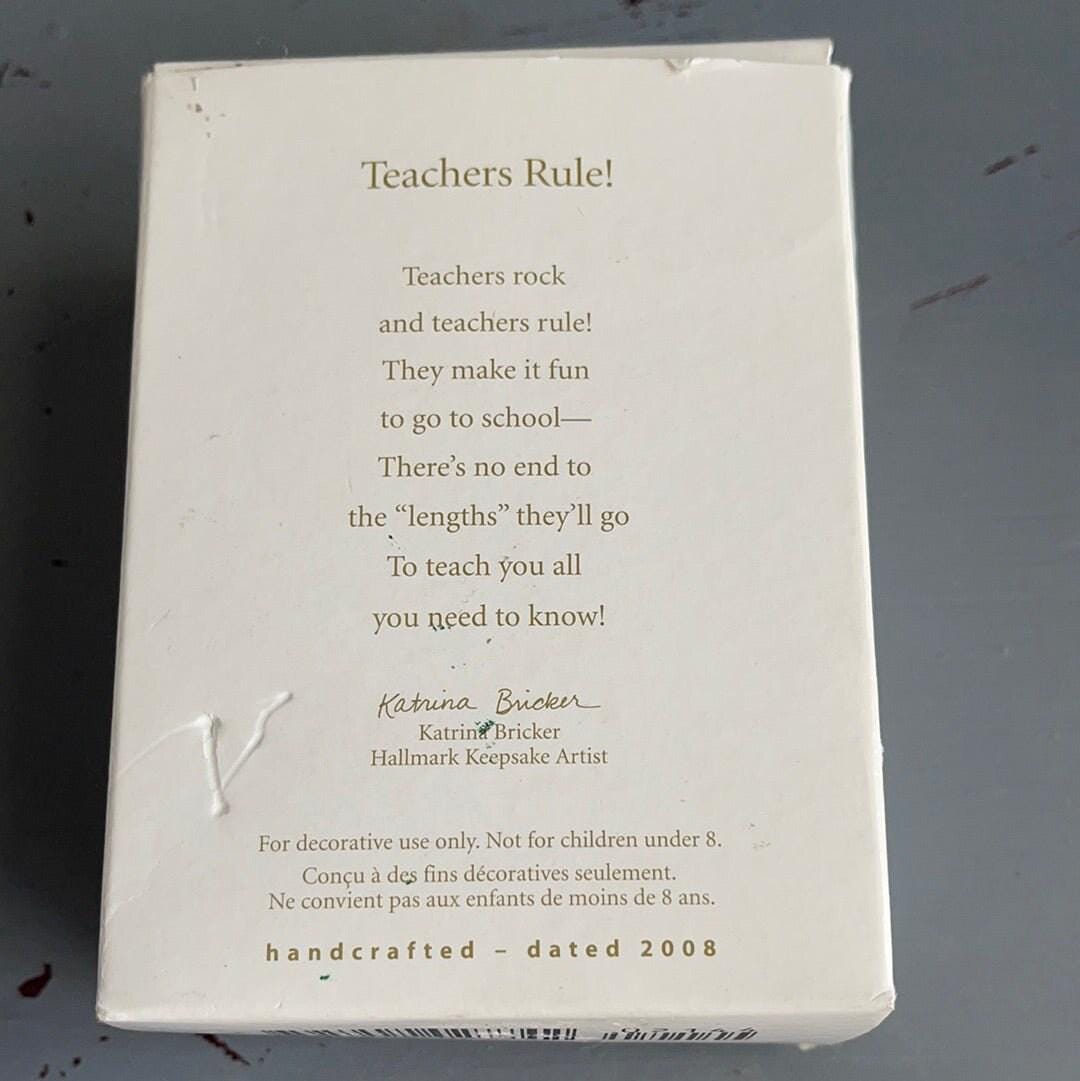 Teachers Rule!
Teachers rock
and teachers rule!
They make it fun
to go to school—
There's no end to
the “lengths” they'll go
To teach you all
you need to know!
Katrina Bricker
Katrina Bricker
Hallmark Keepsake Artist
For decorative use only. Not for children under 8.
Conçu à des fins décoratives seulement.
Ne convient pas aux enfants de moins de 8 ans.
handcrafted – dated 2008